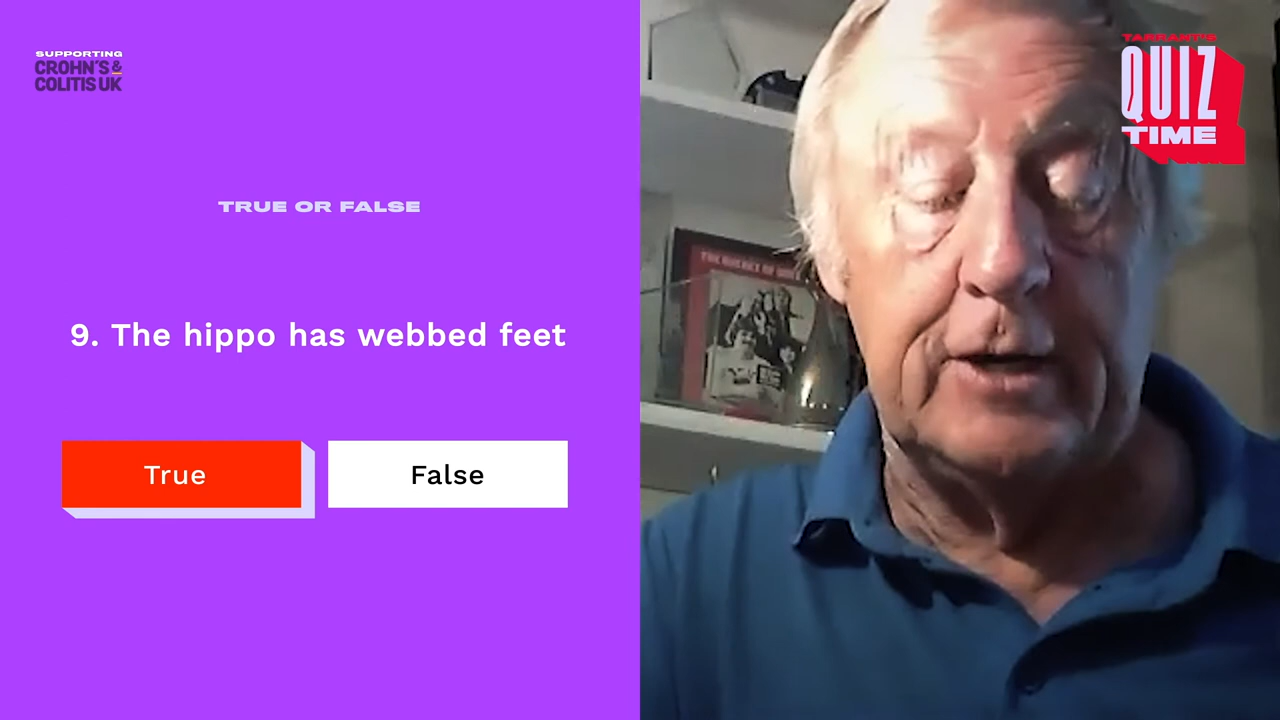 SUPPORTING
CROHN'S &
COLITIS UK
TRUE OR FALSE
9. The hippo has webbed feet
True
False
TARRANT'S
QUIZ
TIME